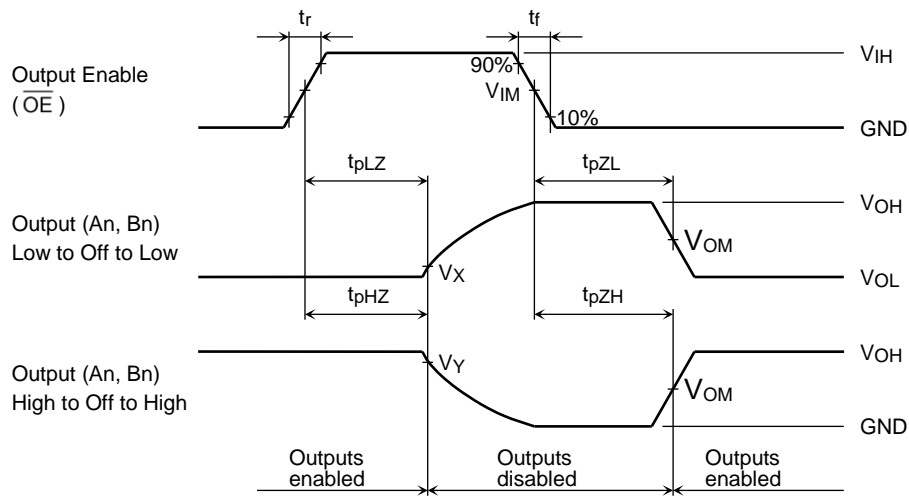 tr
tf
VIH
90%
Output Enable
( OE )
VIM
10%
GND
tpLZ
tpZL
VOH
Output (An, Bn)
Low to Off to Low
VOM
VX
VOL
tpHZ
tpZH
VOH
VY
Output (An, Bn)
High to Off to High
VOM
GND
Outputs
enabled
Outputs
disabled
Outputs
enabled